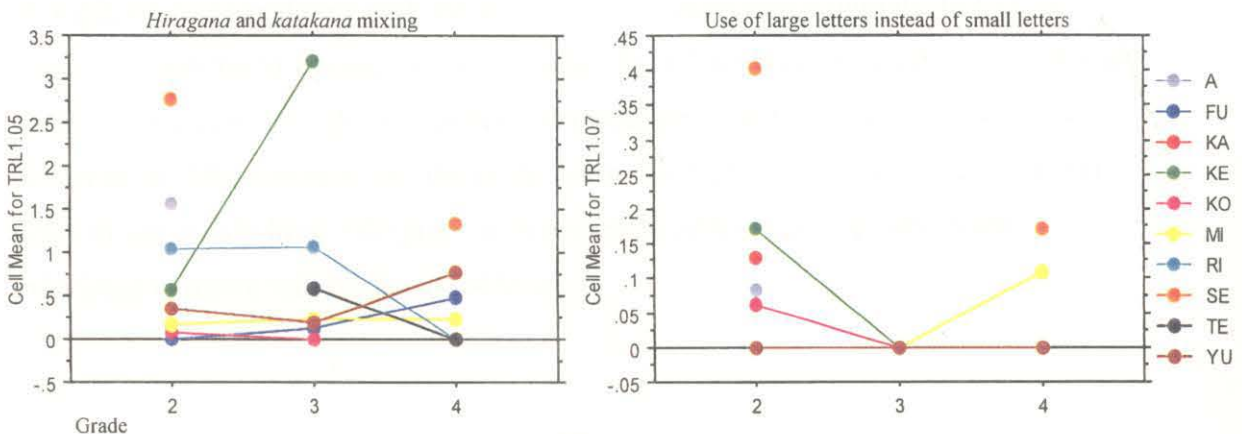 Hiragana and katakana mixing
3.5
3
2.5
2
1.5
1
.5
0
-.5
Cell Mean for TRL1.05
2
3
4
Grade
Use of large letters instead of small letters
.45
.4
.35
.3
.25
.2
.15
.1
.05
0
-.05
Cell Mean for TRL1.07
2
3
4
A
FU
KA
KE
KO
MI
RI
SE
TE
YU